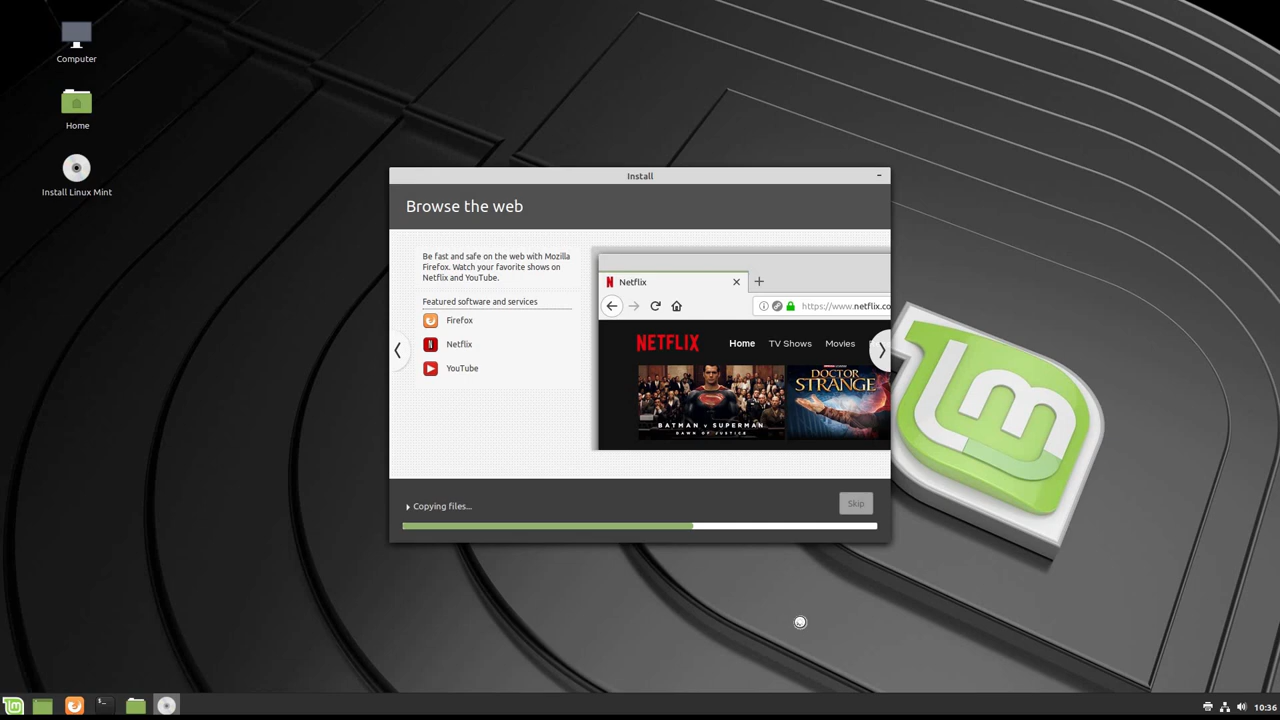 Computer
Home
Install Linux Mint
Install
Browse the web
Be fast and safe on the web with Mozilla
Firefox. Watch your favorite shows on
Netflix and YouTube.
Featured software and services
Firefox
Netflix
YouTube
Netflix
https://www.netflix.co
NETFLIX Home TV Shows Movies
BATMAN V SUPERMAN
DAWN OF JUSTICE
DOCTOR
STRANGE
Copying files...
Skip
10:36